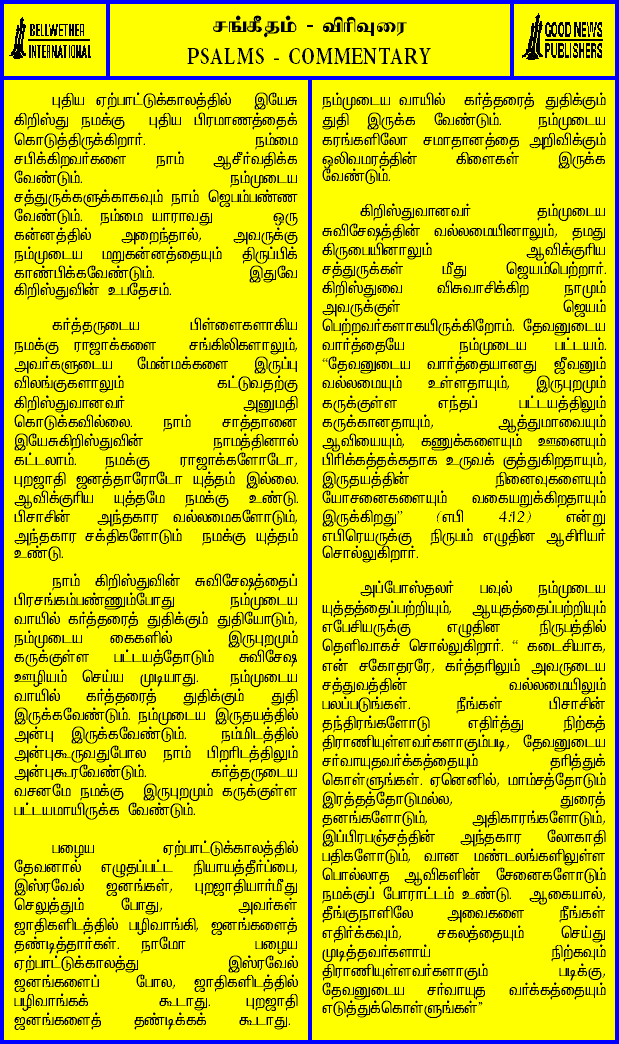 BELLWETHER
INTERNATIONAL
சங்கீதம் - விரிவுரை
PSALMS - COMMENTARY
GOOD NEWS
PUBLISHERS
புதிய ஏற்பாட்டுக்காலத்தில் இயேசு
கிறிஸ்து நமக்கு புதிய பிரமாணத்தைக்
கொடுத்திருக்கிறார். நம்மை
சபிக்கிறவர்களை நாம் ஆசீர்வதிக்க
வேண்டும். நம்முடைய
சத்துருக்களுக்காகவும் நாம் ஜெபம்பண்ண
வேண்டும். நம்மை யாராவது ஒரு
கன்னத்தில் அறைந்தால், அவருக்கு
நம்முடைய மறுகன்னத்தையும் திருப்பிக்
காண்பிக்கவேண்டும். இதுவே
கிறிஸ்துவின் உபதேசம்.
கர்த்தருடைய பிள்ளைகளாகிய
நமக்கு ராஜாக்களை சங்கிலிகளாலும்,
அவர்களுடைய மேன்மக்களை இருப்பு
விலங்குகளாலும் கட்டுவதற்கு
கிறிஸ்துவானவர் அனுமதி
கொடுக்கவில்லை. நாம் சாத்தானை
இயேசுகிறிஸ்துவின் நாமத்தினால்
கட்டலாம். நமக்கு ராஜாக்களோடோ,
புறஜாதி ஜனத்தாரோடோ யுத்தம் இல்லை.
ஆவிக்குரிய யுத்தமே நமக்கு உண்டு.
பிசாசின் அந்தகார வல்லமைகளோடும்,
அந்தகார சக்திகளோடும் நமக்கு யுத்தம்
உண்டு.
நாம் கிறிஸ்துவின் சுவிசேஷத்தைப்
பிரசங்கம்பண்ணும்போது நம்முடைய
வாயில் கர்த்தரைத் துதிக்கும் துதியோடும்,
நம்முடைய கைகளில் இருபுறமும்
கருக்குள்ள பட்டயத்தோடும் சுவிசேஷ
ஊழியம் செய்ய முடியாது. நம்முடைய
வாயில் கர்த்தரைத் துதிக்கும் துதி
இருக்கவேண்டும். நம்முடைய இருதயத்தில்
அன்பு இருக்கவேண்டும். நம்மிடத்தில்
அன்புகூருவதுபோல நாம் பிறரிடத்திலும்
அன்புகூரவேண்டும். கர்த்தருடைய
வசனமே நமக்கு இருபுறமும் கருக்குள்ள
பட்டயமாயிருக்க வேண்டும்.
பழைய ஏற்பாட்டுக்காலத்தில்
தேவனால் எழுதப்பட்ட நியாயத்தீர்ப்பை,
இஸ்ரவேல் ஜனங்கள், புறஜாதியார்மீது
செலுத்தும் போது, அவர்கள்
ஜாதிகளிடத்தில் பழிவாங்கி, ஜனங்களைத்
தண்டித்தார்கள். நாமோ பழைய
ஏற்பாட்டுக்காலத்து இஸ்ரவேல்
ஜனங்களைப் போல, ஜாதிகளிடத்தில்
பழிவாங்கக் கூடாது. புறஜாதி
ஜனங்களைத் தண்டிக்கக் கூடாது.
நம்முடைய வாயில் கர்த்தரைத் துதிக்கும்
துதி இருக்க வேண்டும். நம்முடைய
கரங்களிலோ சமாதானத்தை அறிவிக்கும்
ஒலிவமரத்தின் கிளைகள் இருக்க
வேண்டும்.
கிறிஸ்துவானவர் தம்முடைய
சுவிசேஷத்தின் வல்லமையினாலும், தமது
கிருபையினாலும் ஆவிக்குரிய
சத்துருக்கள் மீது ஜெயம்பெற்றார்.
கிறிஸ்துவை விசுவாசிக்கிற நாமும்
அவருக்குள் ஜெயம்
பெற்றவர்களாகயிருக்கிறோம். தேவனுடைய
வார்த்தையே நம்முடைய பட்டயம்.
“தேவனுடைய வார்த்தையானது ஜீவனும்
வல்லமையும் உள்ளதாயும், இருபுறமும்
கருக்குள்ள எந்தப் பட்டயத்திலும்
கருக்கானதாயும், ஆத்துமாவையும்
ஆவியையும், கணுக்களையும் ஊனையும்
பிரிக்கத்தக்கதாக உருவக் குத்துகிறதாயும்,
இருதயத்தின் நினைவுகளையும்
யோசனைகளையும் வகையறுக்கிறதாயும்
இருக்கிறது” (எபி 4:12) என்று
எபிரெயருக்கு நிருபம் எழுதின ஆசிரியர்
சொல்லுகிறார்.
அப்போஸ்தலர் பவுல் நம்முடைய
யுத்தத்தைப்பற்றியும், ஆயுதத்தைப்பற்றியும்
எபேசியருக்கு எழுதின நிருபத்தில்
தெளிவாகச் சொல்லுகிறார். “ கடைசியாக,
என் சகோதரரே, கர்த்தரிலும் அவருடைய
சத்துவத்தின் வல்லமையிலும்
பலப்படுங்கள். நீங்கள் பிசாசின்
தந்திரங்களோடு எதிர்த்து நிற்கத்
திராணியுள்ளவர்களாகும்படி, தேவனுடைய
சர்வாயுதவர்க்கத்தையும் தரித்துக்
கொள்ளுங்கள். ஏனெனில், மாம்சத்தோடும்
இரத்தத்தோடுமல்ல, துரைத்
தனங்களோடும், அதிகாரங்களோடும்,
இப்பிரபஞ்சத்தின் அந்தகார லோகாதி
பதிகளோடும், வான மண்டலங்களிலுள்ள
பொல்லாத ஆவிகளின் சேனைகளோடும்
நமக்குப் போராட்டம் உண்டு. ஆகையால்,
தீங்குநாளிலே அவைகளை நீங்கள்
எதிர்க்கவும், சகலத்தையும் செய்து
முடித்தவர்களாய் நிற்கவும்
திராணியுள்ளவர்களாகும் படிக்கு,
தேவனுடைய சர்வாயுத வர்க்கத்தையும்
எடுத்துக்கொள்ளுங்கள்”